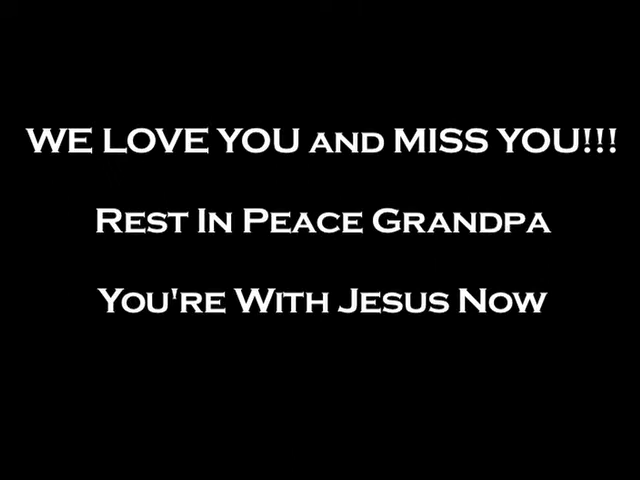 WE LOVE YOU AND MISS YOU!!!
REST IN PEACE GRANDPA
YOU'RE WITH JESUS NOW